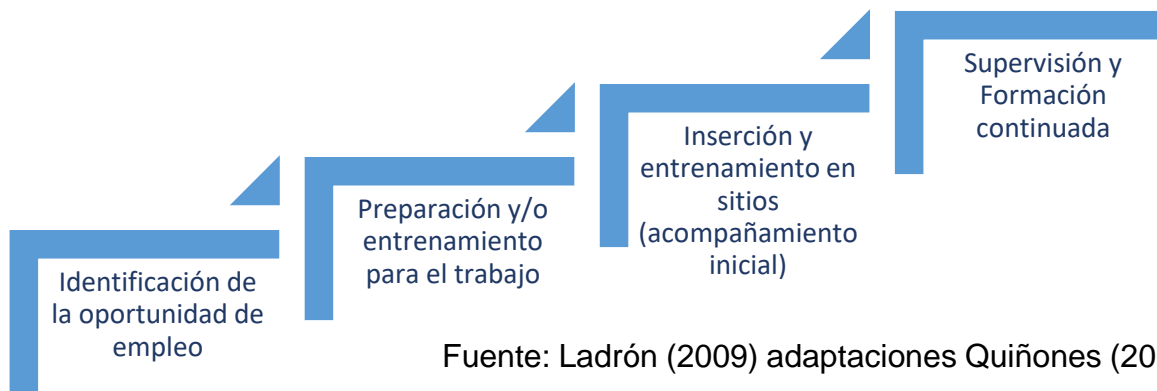 Identificación de
la oportunidad de
empleo
Preparación y/o
entrenamiento
para el trabajo
Inserción y
entrenamiento en
sitios
(acompañamiento
inicial)
Supervisión y
Formación
continuada
Fuente: Ladrón (2009) adaptaciones Quiñones (20